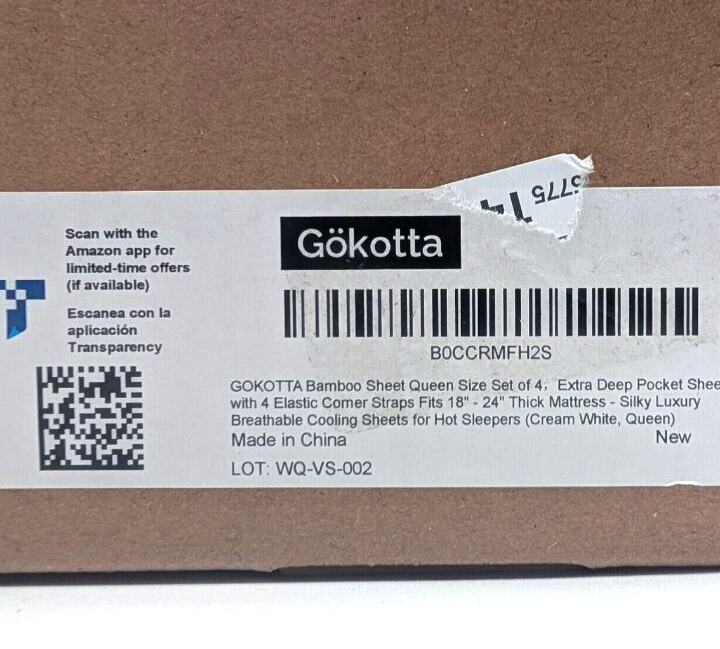 5775
14
Scan with the
Amazon app for
limited-time offers
(if available)
Escanea con la
aplicación
Transparency
Gökotta
B0CCRMFH2S
GOKOTTA Bamboo Sheet Queen Size Set of 4, Extra Deep Pocket Shee
with 4 Elastic Corner Straps Fits 18" - 24" Thick Mattress - Silky Luxury
Breathable Cooling Sheets for Hot Sleepers (Cream White, Queen)
Made in China
New
LOT: WQ-VS-002